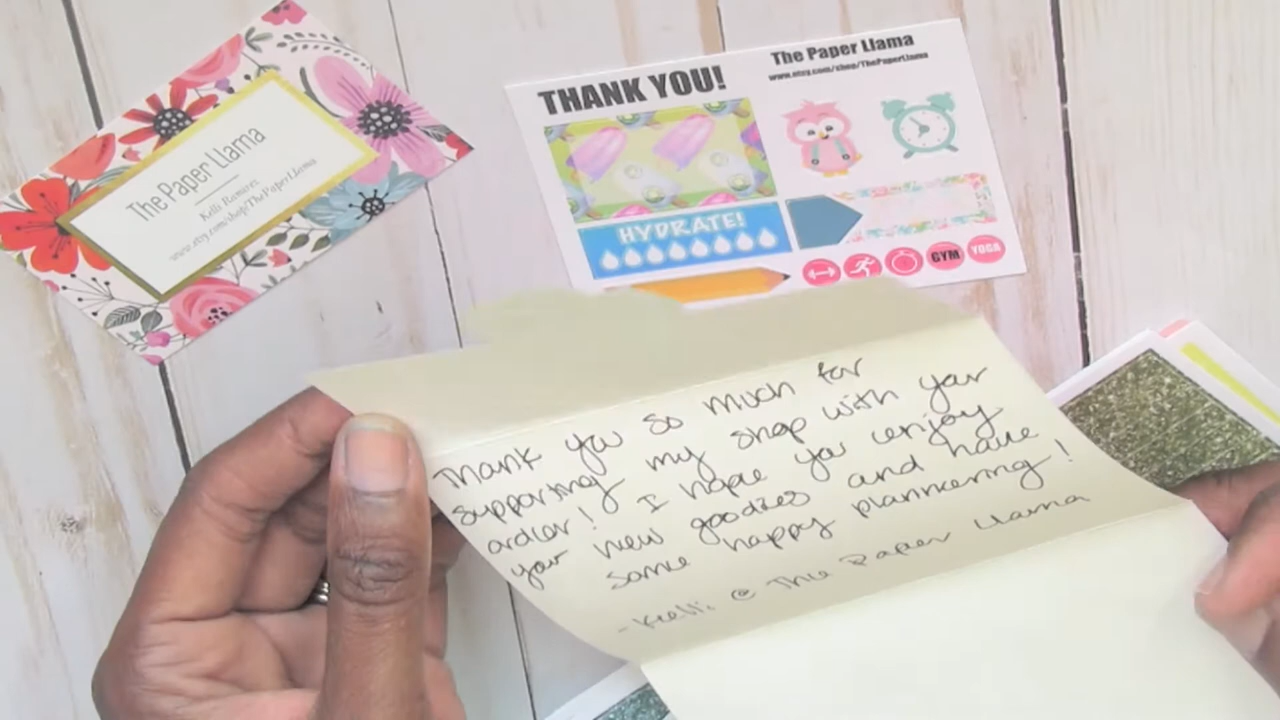 The Paper Llama
Kelli Ramirez
www.etsy.com/shop/ThePaperLlama
THANK YOU!
The Paper Llama
www.etsy.com/shop/ThePaperLlama
HYDRATE!
GYM
YOGA
Thank you so much for
supporting my shop with your
order! I hope you enjoy
your new goodies and have
some happy plannering!
- Kelli @ The Paper Llama